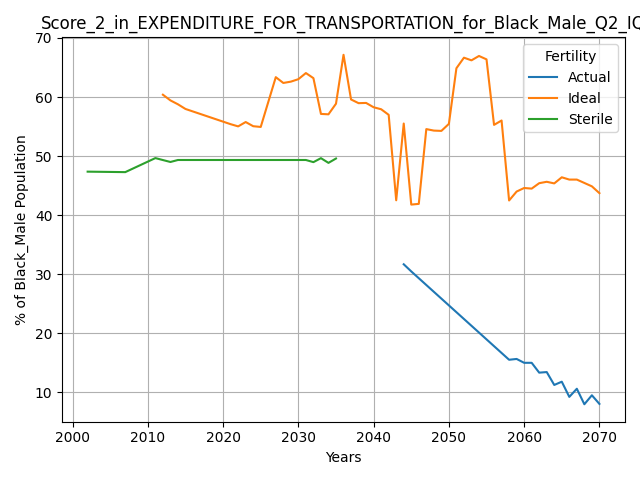 Score_2_in_EXPENDITURE_FOR_TRANSPORTATION_for_Black_Male_Q2_IQ
70
60
50
40
30
20
10
% of Black_Male Population
Fertility
Actual
Ideal
Sterile
2000 2010 2020 2030 2040 2050 2060 2070
Years